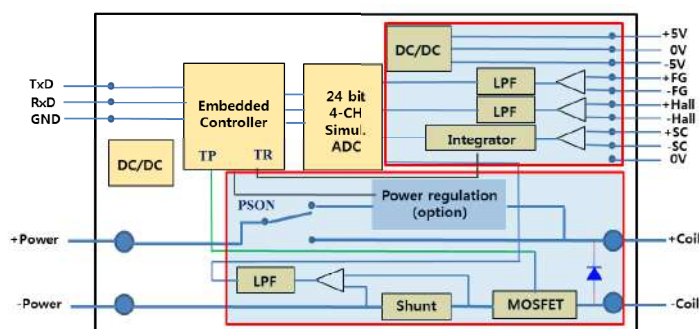 TxD
RxD
GND
Embedded
Controller
TP
TR
24 bit
4-CH
Simul.
ADC
DC/DC
DC/DC
LPF
LPF
Integrator
+5V
0V
-5V
+FG
-FG
+Hall
-Hall
+SC
-SC
0V
PSON
Power regulation
(option)
+Power
+Coil
LPF
Shunt
MOSFET
-Power
-Coil